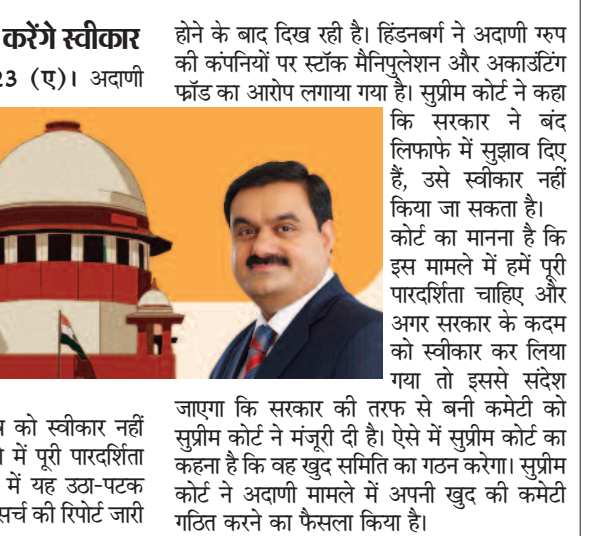 करेंगे स्वीकार
23 (ए)। अदाणी
को स्वीकार नहीं
में पूरी पारदर्शिता
में यह उठा-पटक
सर्च की रिपोर्ट जारी
होने के बाद दिख रही है। हिंडनबर्ग ने अदाणी ग्रुप
की कंपनियों पर स्टॉक मैनिपुलेशन और अकाउंटिंग
फ्रॉड का आरोप लगाया गया है। सुप्रीम कोर्ट ने कहा
कि सरकार ने बंद
लिफाफे में सुझाव दिए
हैं, उसे स्वीकार नहीं
किया जा सकता है।
कोर्ट का मानना है कि
इस मामले में हमें पूरी
पारदर्शिता चाहिए और
अगर सरकार के कदम
को स्वीकार कर लिया
गया तो इससे संदेश
जाएगा कि सरकार की तरफ से बनी कमेटी को
सुप्रीम कोर्ट ने मंजूरी दी है। ऐसे में सुप्रीम कोर्ट का
कहना है कि वह खुद समिति का गठन करेगा। सुप्रीम
कोर्ट ने अदाणी मामले में अपनी खुद की कमेटी
गठित करने का फैसला किया है।